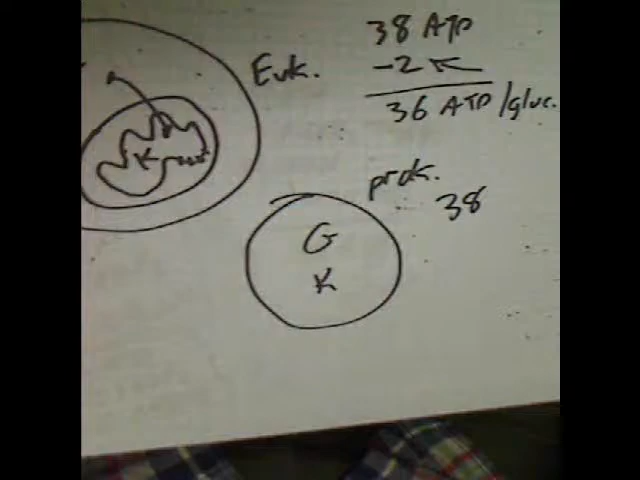 38 ATP
Euk.
-2 K
36 ATP/gluc.
K
prok.
38
G
K